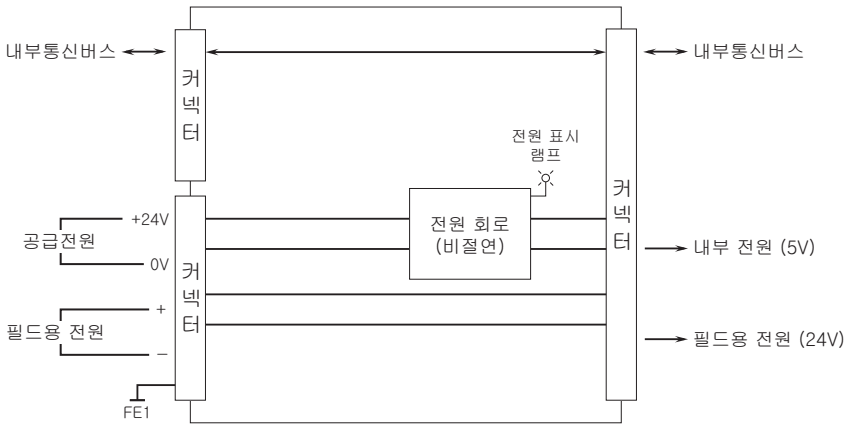 내부통신버스
내부통신버스
커넥터
전원 표시
램프
커넥터
공급전원
+24V
0V
전원 회로
(비절연)
내부 전원 (5V)
커넥터
필드용 전원
+
−
필드용 전원 (24V)
FE1